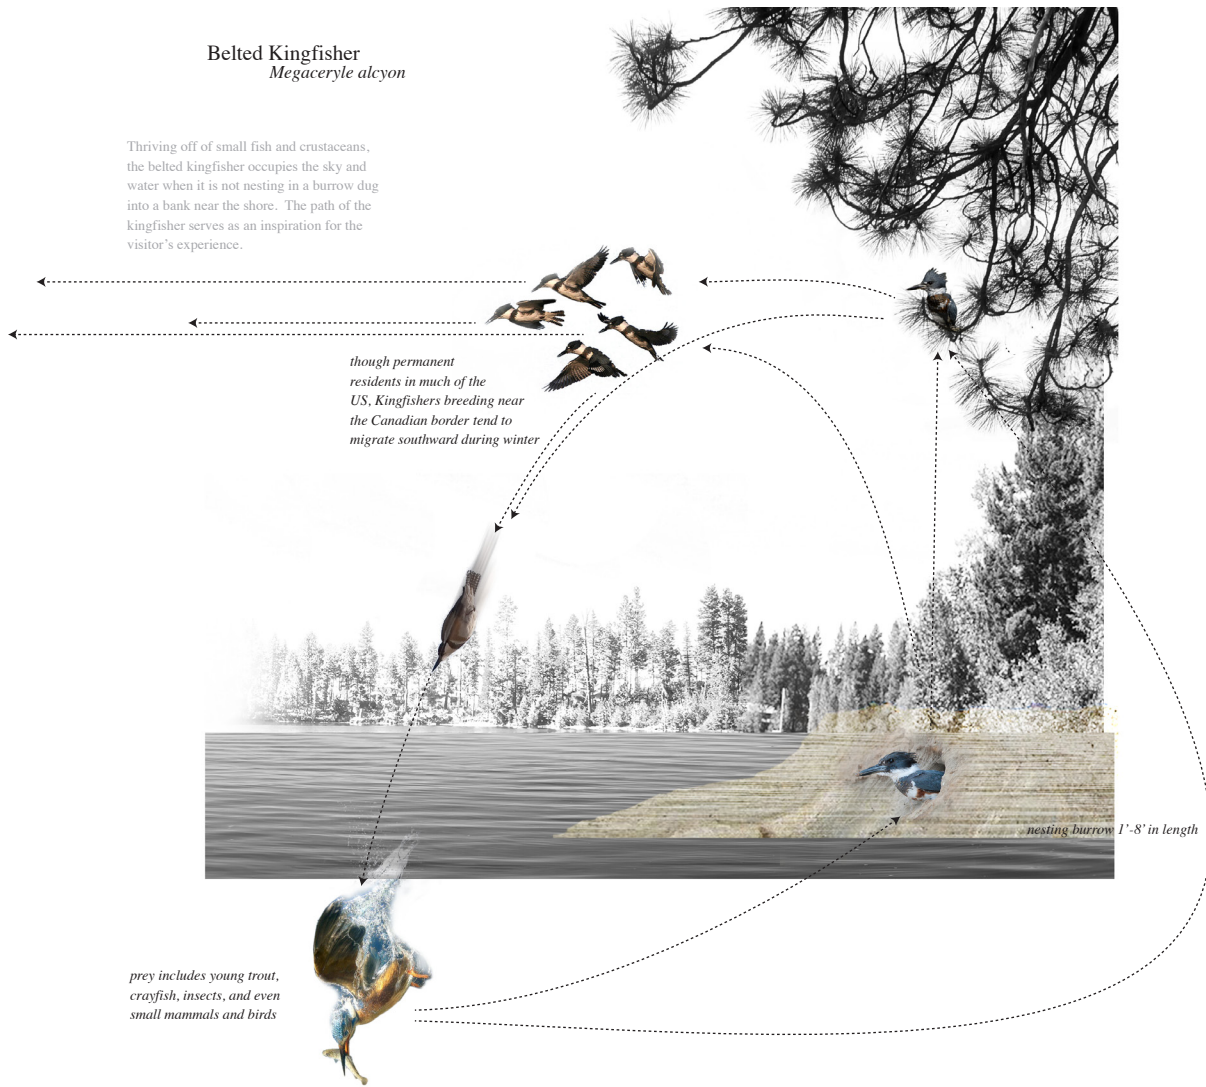 Belted Kingfisher
Megaceryle alcyon
Thriving off of small fish and crustaceans,
the belted kingfisher occupies the sky and
water when it is not nesting in a burrow dug
into a bank near the shore.  The path of the
kingfisher serves as an inspiration for the
visitor’s experience.
though permanent
residents in much of the
US, Kingfishers breeding near
the Canadian border tend to
migrate southward during winter
nesting burrow 1’-8’ in length
prey includes young trout,
crayfish, insects, and even
small mammals and birds